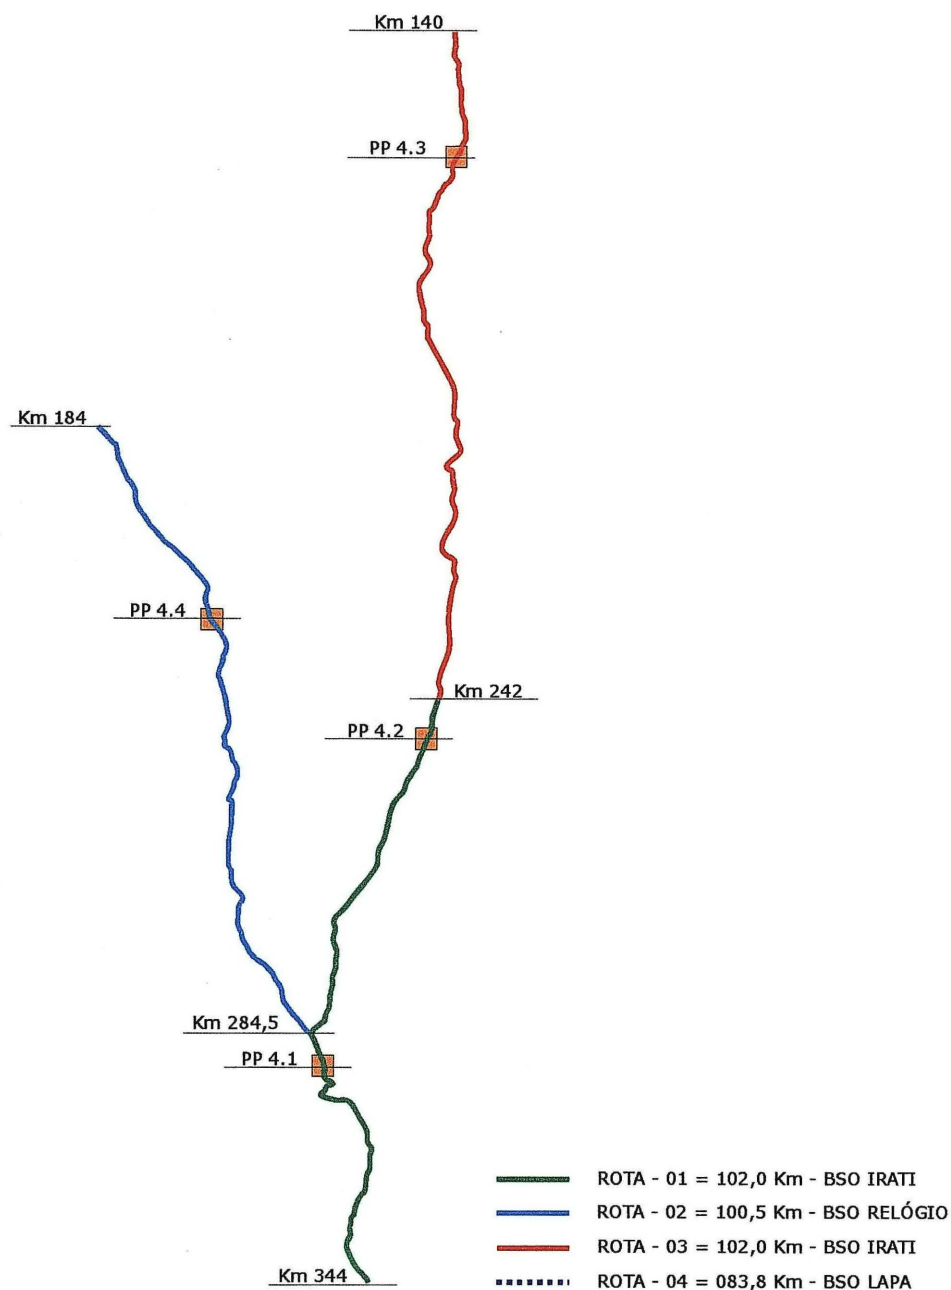 Km 140
PP 4.3
Km 184
PP 4.4
Km 242
PP 4.2
Km 284,5
PP 4.1
Km 344
ROTA - 01 = 102,0 Km - BSO IRATI
ROTA - 02 = 100,5 Km - BSO RELÓGIO
ROTA - 03 = 102,0 Km - BSO IRATI
ROTA - 04 = 083,8 Km - BSO LAPA